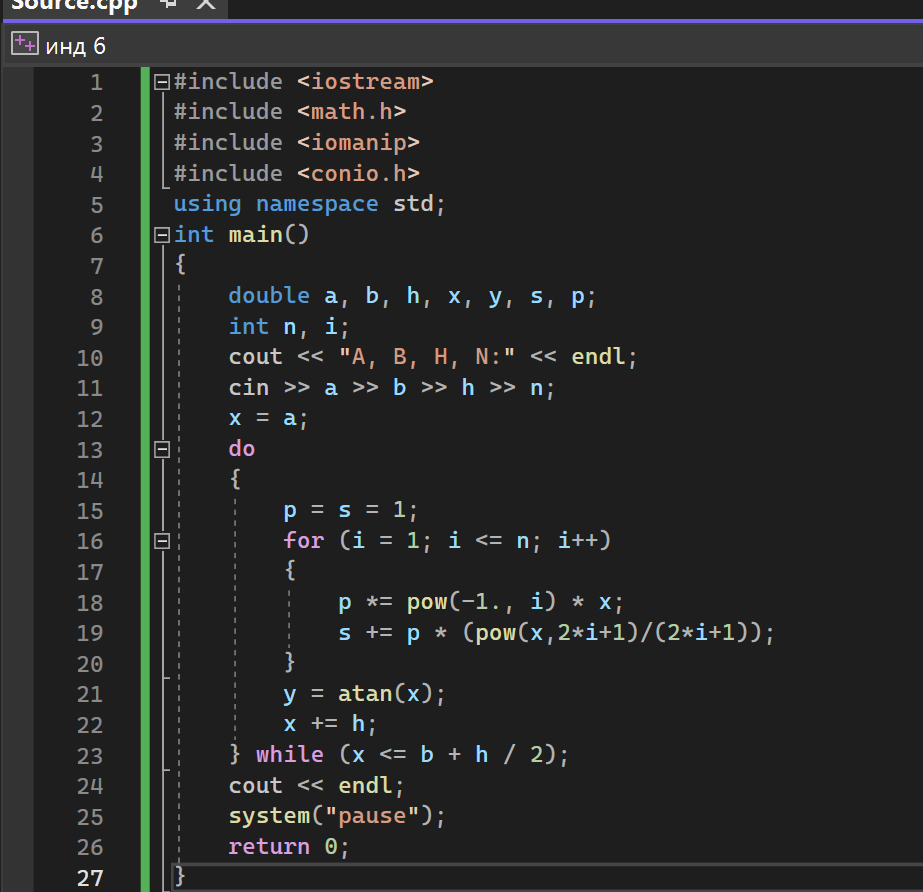 Source.cpp
инд 6
1 #include <iostream>
2 #include <math.h>
3 #include <iomanip>
4 #include <conio.h>
5 using namespace std;
6 int main()
7 {
8 double a, b, h, x, y, s, p;
9 int n, i;
10 cout << "A, B, H, N:" << endl;
11 cin >> a >> b >> h >> n;
12 x = a;
13 do
14 {
15 p = s = 1;
16 for (i = 1; i <= n; i++)
17 {
18 p *= pow(-1., i) * x;
19 s += p * (pow(x,2*i+1)/(2*i+1));
20 }
21 y = atan(x);
22 x += h;
23 } while (x <= b + h / 2);
24 cout << endl;
25 system("pause");
26 return 0;
27 }